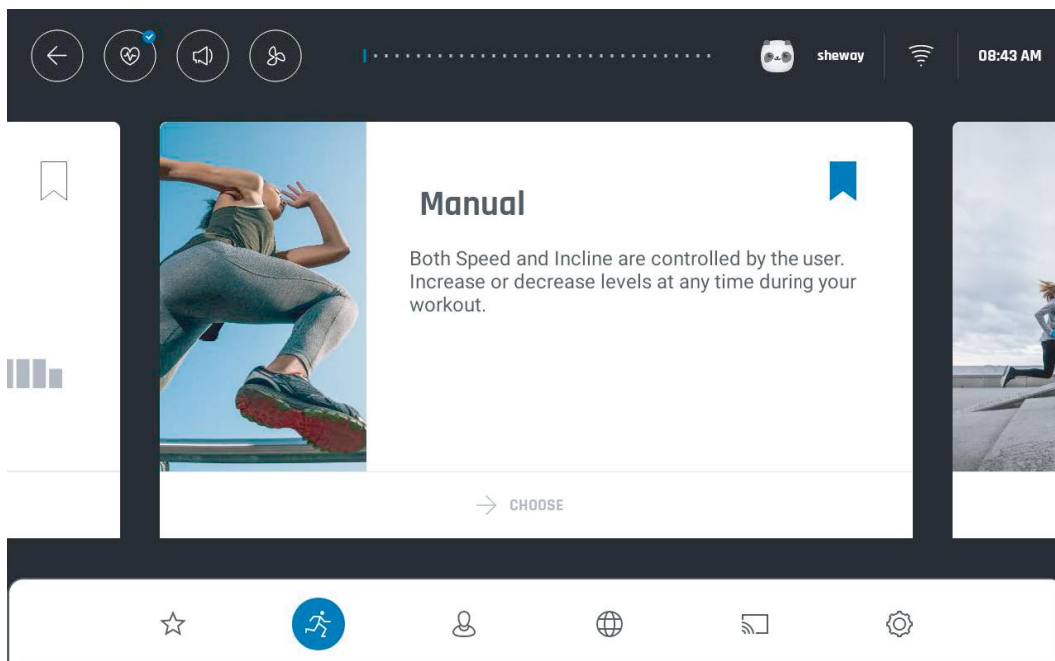 sheway
08:43 AM
Manual
Both Speed and Incline are controlled by the user.
Increase or decrease levels at any time during your
workout.
CHOOSE